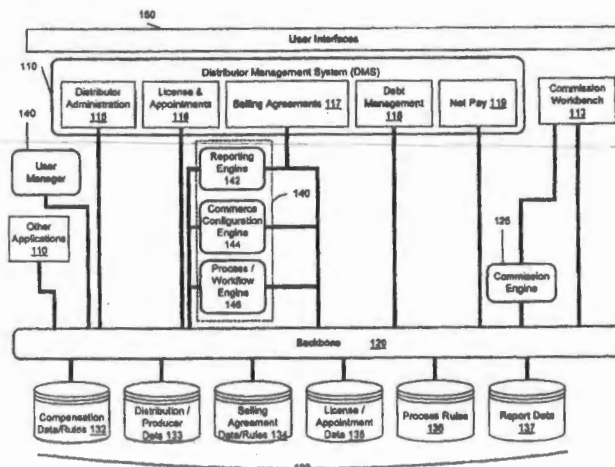 150
User Interfaces
110
Distributor Management System (DMS)
Distributor
Administration
115
License &
Appointments
116
Selling Agreements 117
Debt
Management
118
Net Pay 119
Commission
Workbench
112
140
User
Manager
Reporting
Engine
142
140
Commerce
Configuration
Engine
144
Process /
Workflow
Engine
146
Other
Applications
110
125
Commission
Engine
Backbone 120
Compensation
Data/Rules 132
Distribution /
Producer
Data 133
Selling
Agreement
Data/Rules 134
License /
Appointment
Data 135
Process Rules
136
Report Data
137